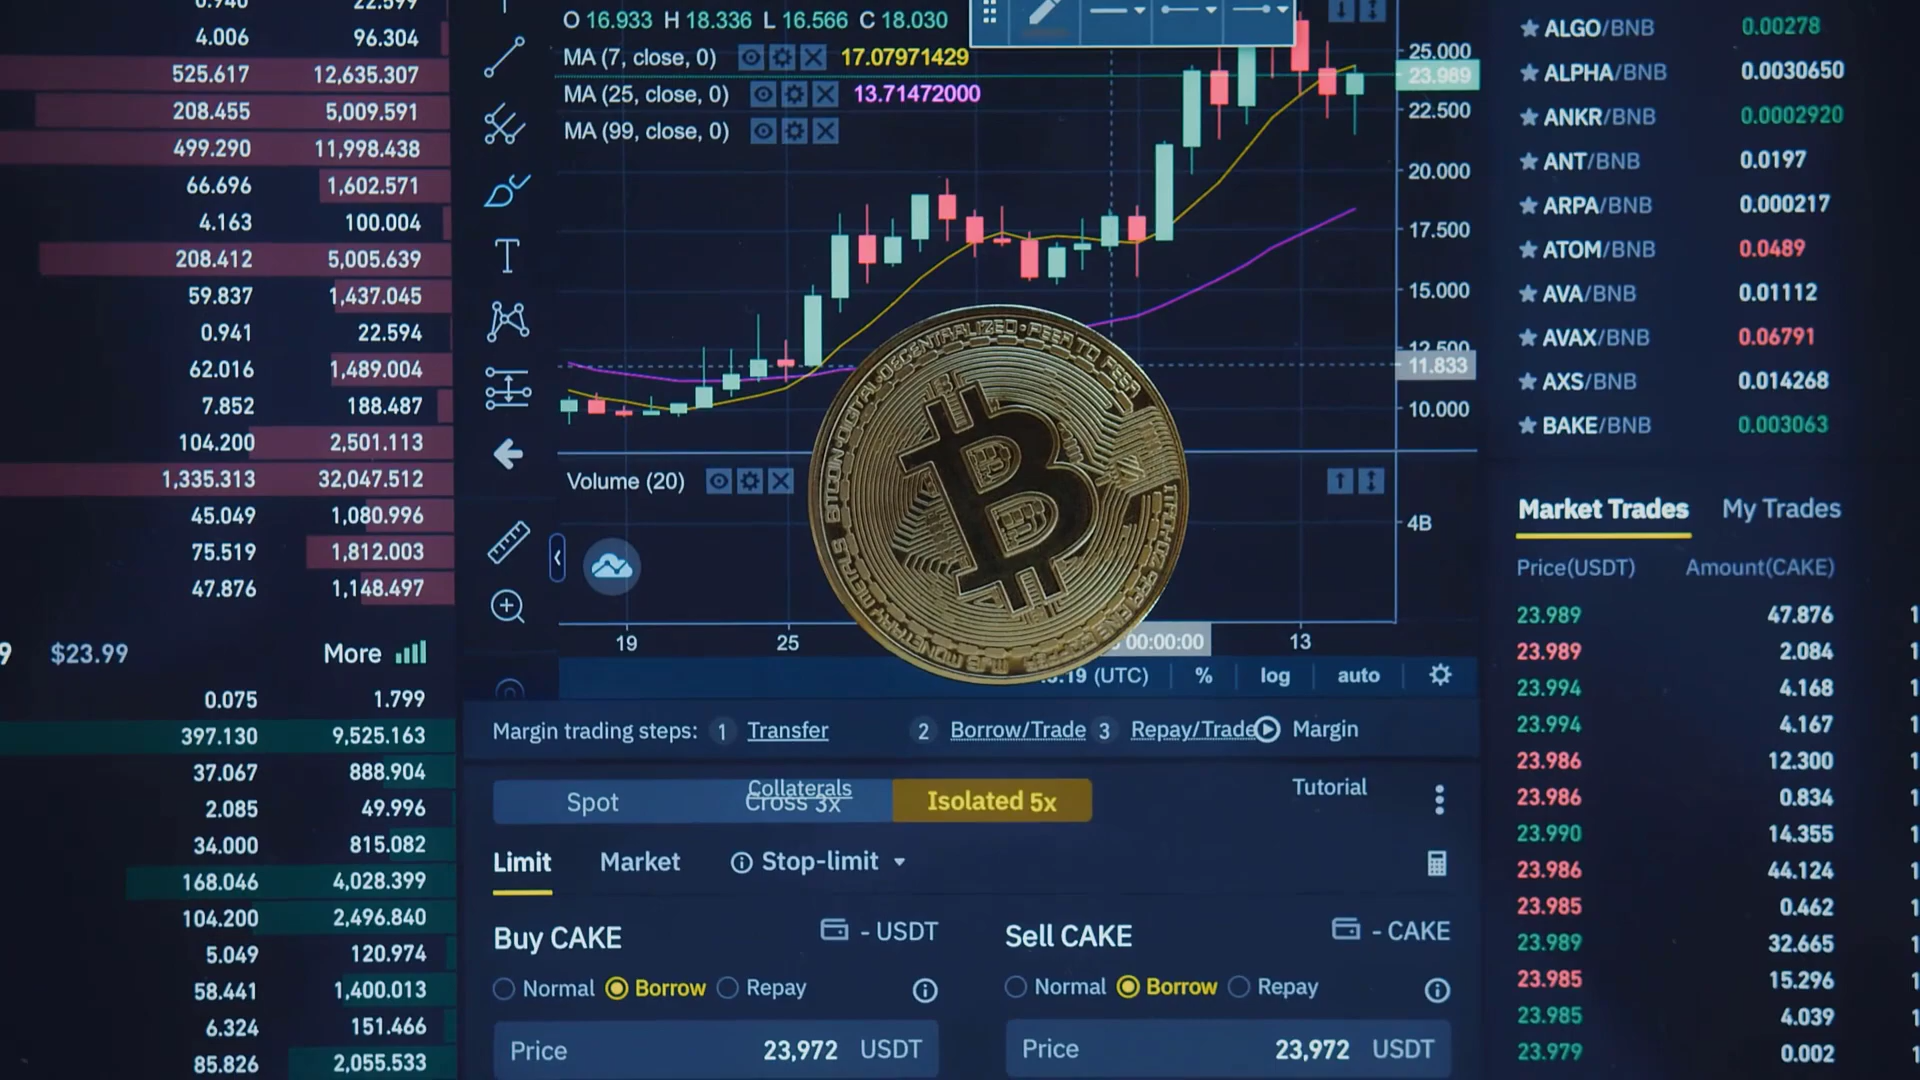 0.940 22.599
4.006 96.304
525.617 12,635.307
208.455 5,009.591
499.290 11,998.438
66.696 1,602.571
4.163 100.004
208.412 5,005.639
59.837 1,437.045
0.941 22.594
62.016 1,489.004
7.852 188.487
104.200 2,501.113
1,335.313 32,047.512
45.049 1,080.996
75.519 1,812.003
47.876 1,148.497
9 $23.99 More
0.075 1.799
397.130 9,525.163
37.067 888.904
2.085 49.996
34.000 815.082
168.046 4,028.399
104.200 2,496.840
5.049 120.974
58.441 1,400.013
6.324 151.466
85.826 2,055.533
O 16.933 H 18.336 L 16.566 C 18.030
MA (7, close, 0) 17.07971429
MA (25, close, 0) 13.71472000
MA (99, close, 0)
25.000
23.989
22.500
20.000
17.500
15.000
12.500
11.833
10.000
Volume (20)
4B
19 25 00:00:00 13
:19 (UTC) % log auto
BITCOIN • DIGITAL • DECENTRALIZED • PEER TO PEER
B
Margin trading steps: 1 Transfer 2 Borrow/Trade 3 Repay/Trade Margin
Collaterals Tutorial
Spot Cross 3x Isolated 5x
Limit Market Stop-limit
Buy CAKE - USDT Sell CAKE - CAKE
Normal Borrow Repay Normal Borrow Repay
Price 23,972 USDT Price 23,972 USDT
ALGO/BNB 0.00278
ALPHA/BNB 0.0030650
ANKR/BNB 0.0002920
ANT/BNB 0.0197
ARPA/BNB 0.000217
ATOM/BNB 0.0489
AVA/BNB 0.01112
AVAX/BNB 0.06791
AXS/BNB 0.014268
BAKE/BNB 0.003063
Market Trades My Trades
Price(USDT) Amount(CAKE)
23.989 47.876
23.989 2.084
23.994 4.168
23.994 4.167
23.986 12.300
23.986 0.834
23.990 14.355
23.986 44.124
23.985 0.462
23.989 32.665
23.985 15.296
23.985 4.039
23.979 0.002